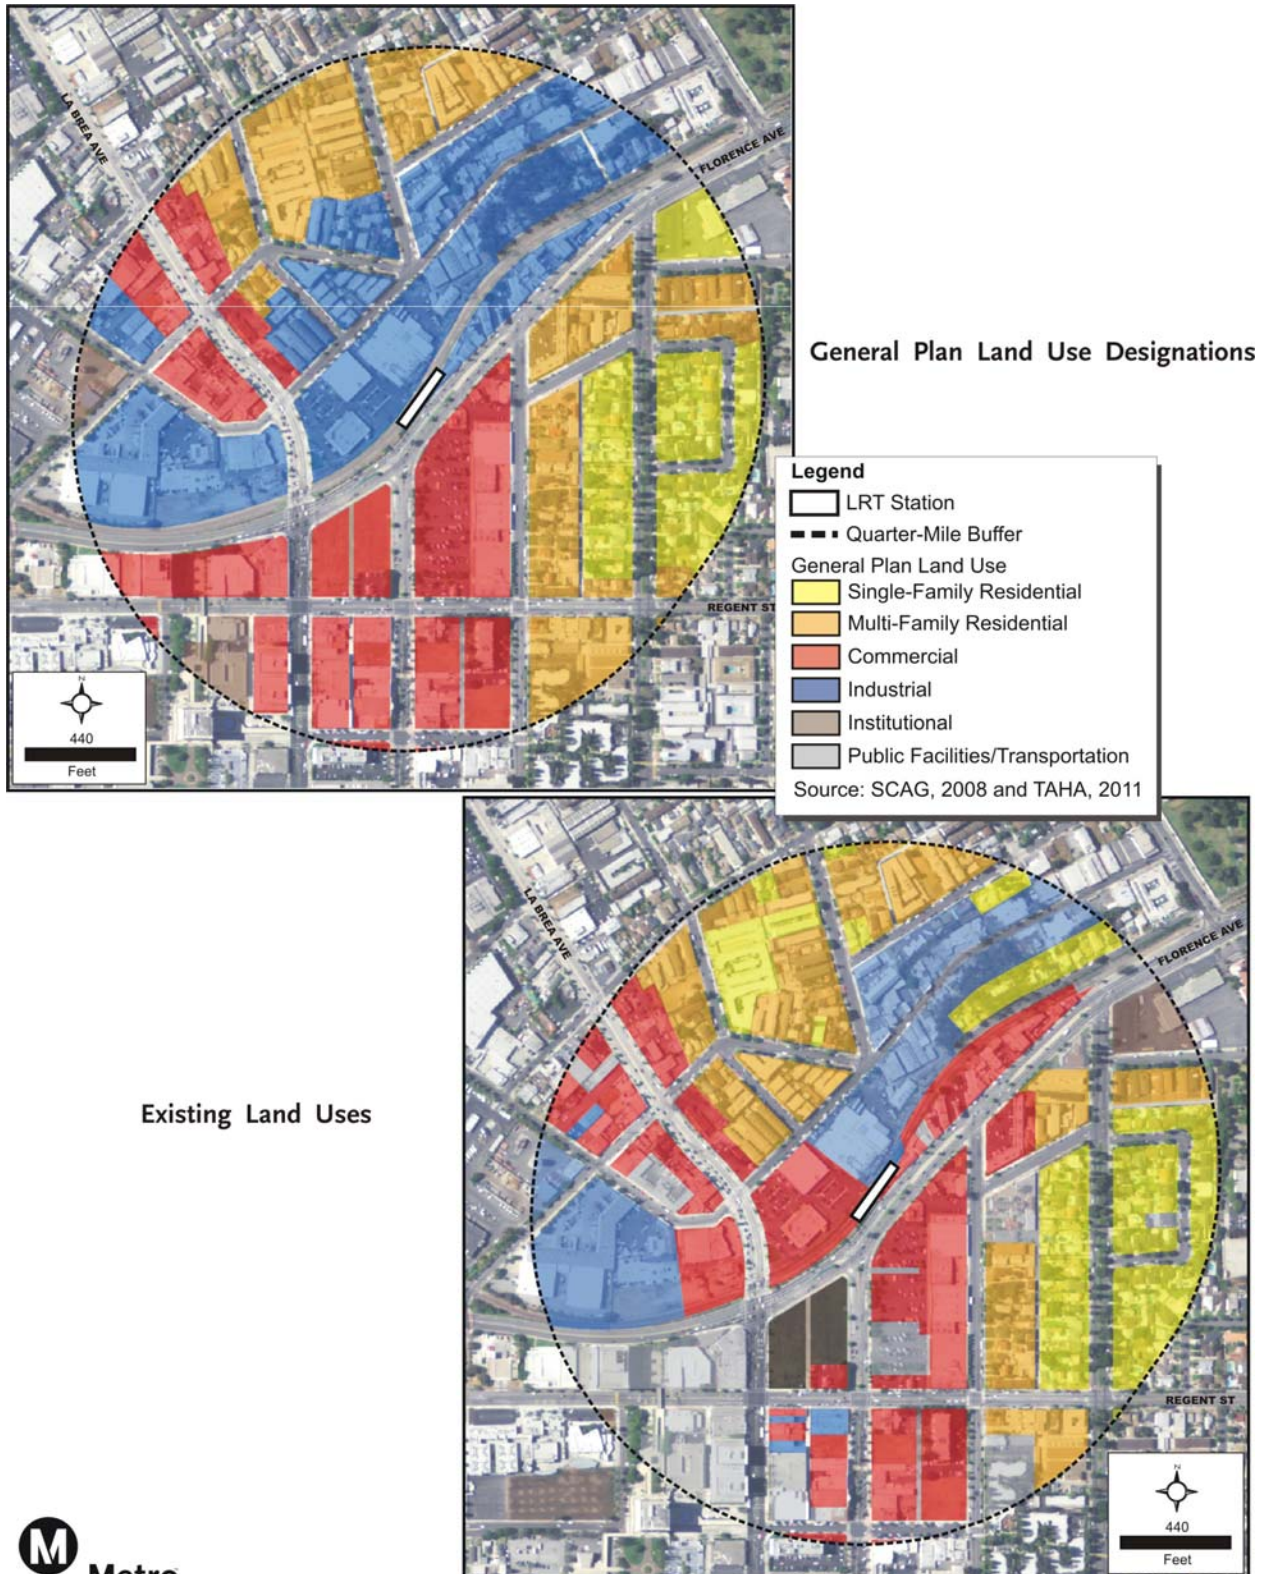 LA BREA AVE
FLORENCE AVE
General Plan Land Use Designations
Legend
LRT Station
Quarter-Mile Buffer
General Plan Land Use
Single-Family Residential
Multi-Family Residential
Commercial
Industrial
Institutional
Public Facilities/Transportation
Source: SCAG, 2008 and TAHA, 2011
REGENT ST
N
440
Feet
LA BREA AVE
FLORENCE AVE
Existing Land Uses
REGENT ST
N
440
Feet
M
Metro